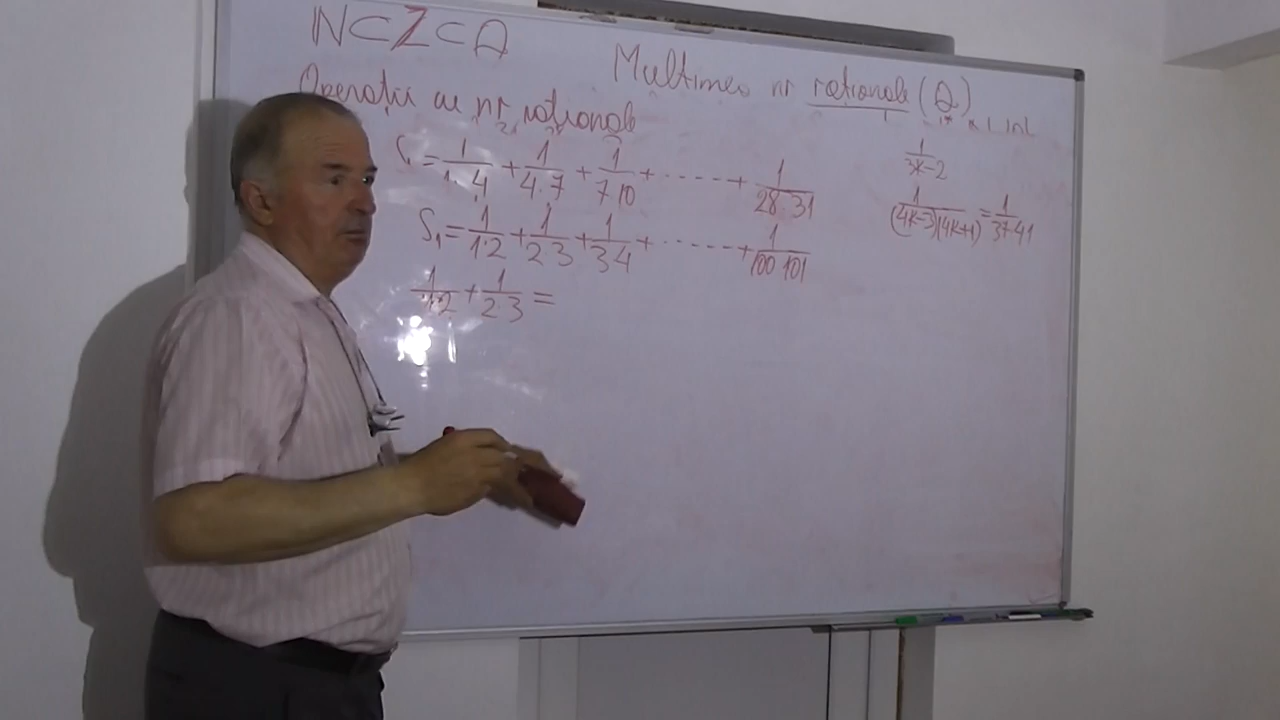 N⊂Z⊂Q
Multimea nr raționale (Q)
Operații cu nr raționale
S₁ = 1/1·4 + 1/4·7 + 1/7·10 + ...... + 1/28·31
S₁ = 1/1·2 + 1/2·3 + 1/3·4 + ...... + 1/100·101
1/1·2 + 1/2·3 =
1/3k-2
1/(4k-3)(4k+1) = 1/37·41